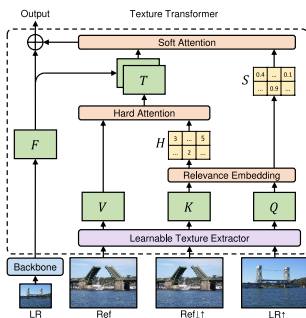 Output
Texture Transformer
Soft Attention
T
S
0.4 ... 0.1
... 0.9 ...
Hard Attention
F
H
3 ... 5
... 2 ...
Relevance Embedding
V
K
Q
Learnable Texture Extractor
Backbone
LR
Ref
Ref↓↑
LR↑